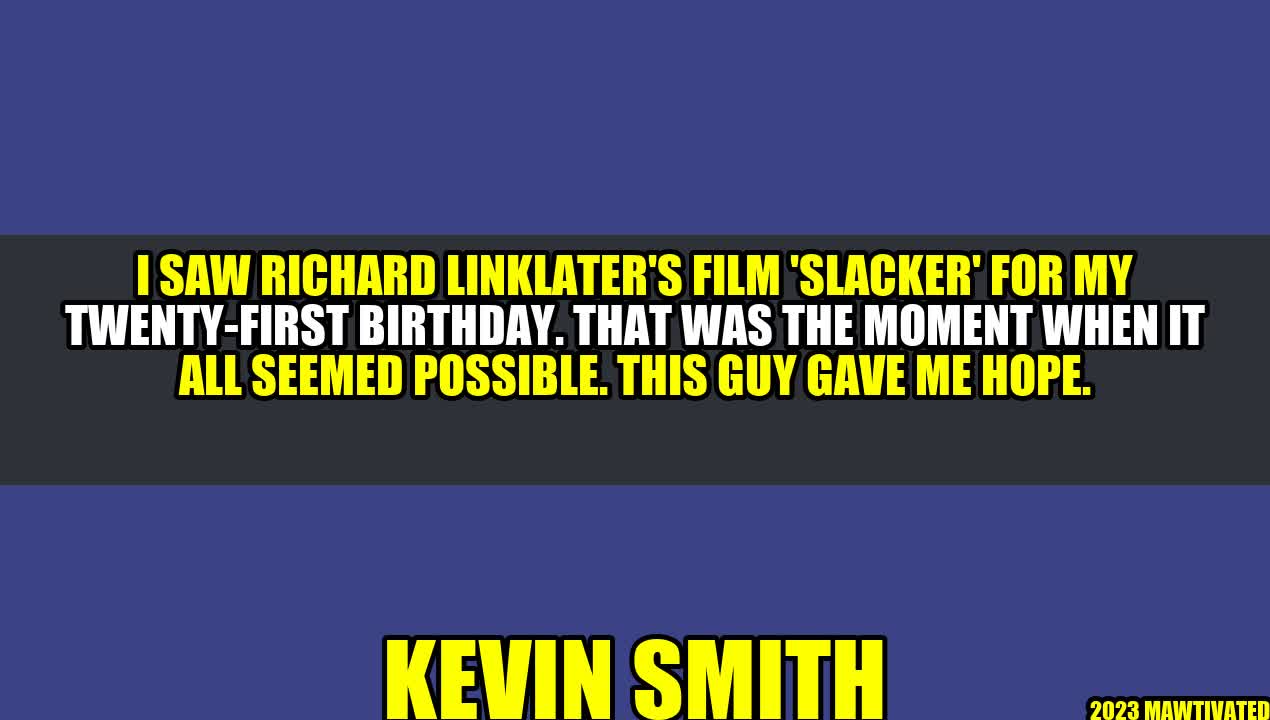 I SAW RICHARD LINKLATER'S FILM 'SLACKER' FOR MY
TWENTY-FIRST BIRTHDAY. THAT WAS THE MOMENT WHEN IT
ALL SEEMED POSSIBLE. THIS GUY GAVE ME HOPE.
KEVIN SMITH
2023 MAWTIVATED